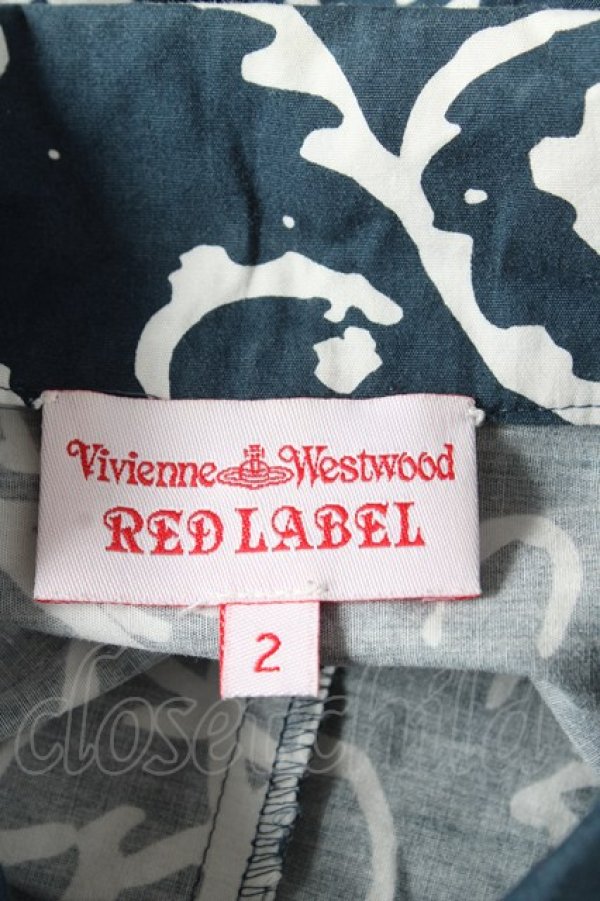 Vivienne Westwood
RED LABEL
2
closet child